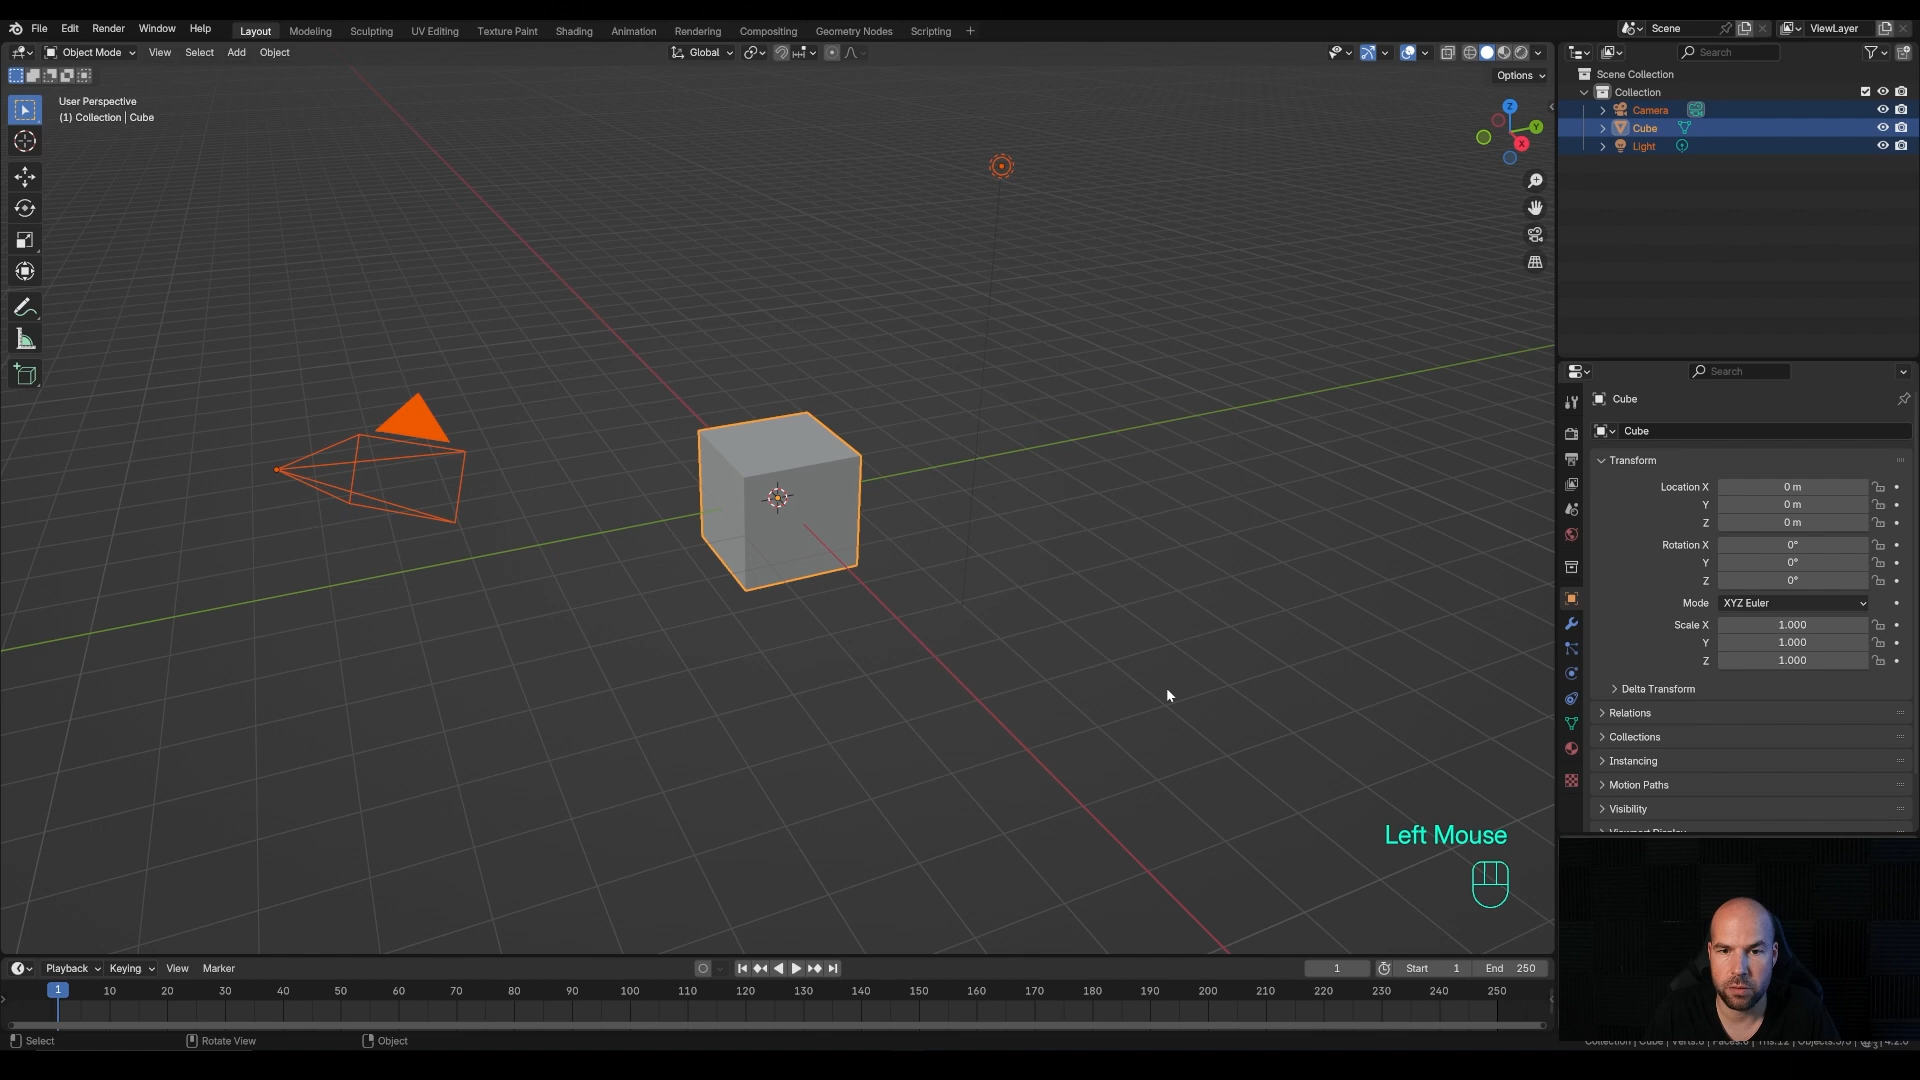 File Edit Render Window Help Layout Modeling Sculpting UV Editing Texture Paint Shading Animation Rendering Compositing Geometry Nodes Scripting + Scene ViewLayer
Object Mode View Select Add Object Global Search
Options
User Perspective
(1) Collection | Cube
Z
Y
X
Scene Collection
Collection
Camera
Cube
Light
Search
Cube
Cube
Transform
Location X 0 m
Y 0 m
Z 0 m
Rotation X 0°
Y 0°
Z 0°
Mode XYZ Euler
Scale X 1.000
Y 1.000
Z 1.000
Delta Transform
Relations
Collections
Instancing
Motion Paths
Visibility
Left Mouse
Playback Keying View Marker 1 Start 1 End 250
1 10 20 30 40 50 60 70 80 90 100 110 120 130 140 150 160 170 180 190 200 210 220 230 240 250
Select Rotate View Object